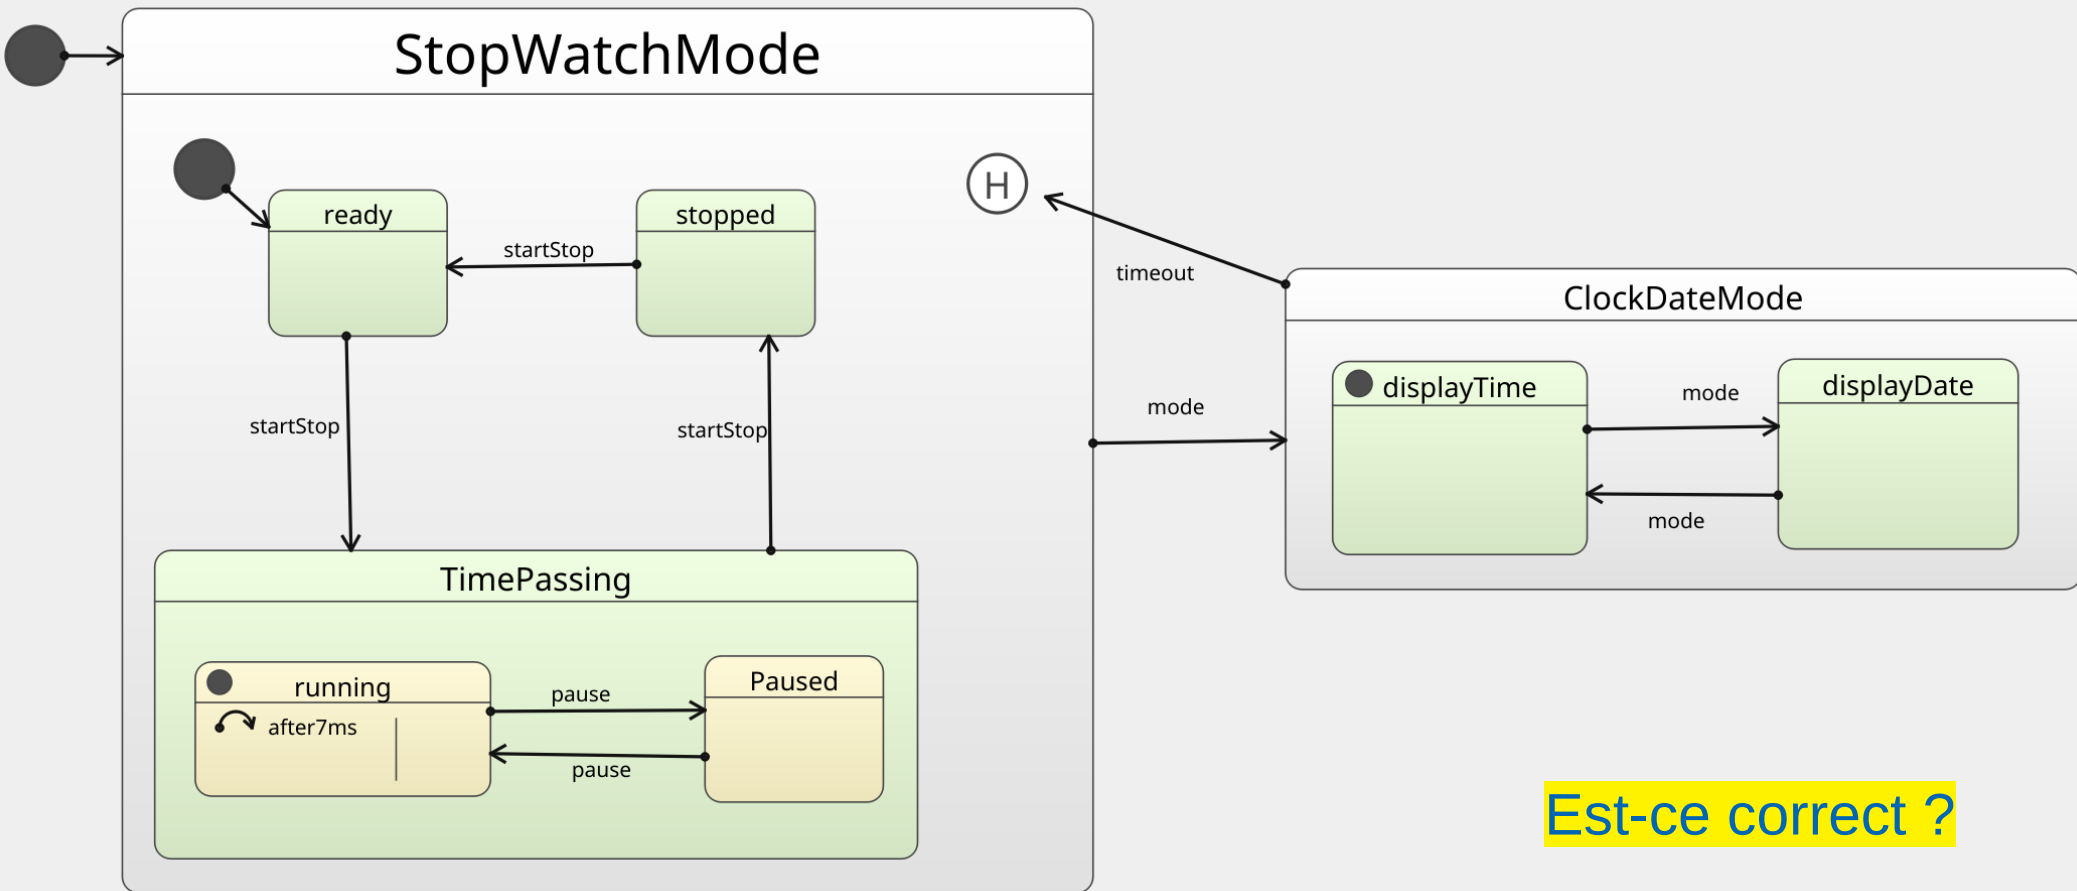 StopWatchMode
H
ready
stopped
startStop
timeout
ClockDateMode
displayTime
displayDate
mode
mode
mode
startStop
startStop
TimePassing
running
Paused
pause
after7ms
pause
Est-ce correct ?